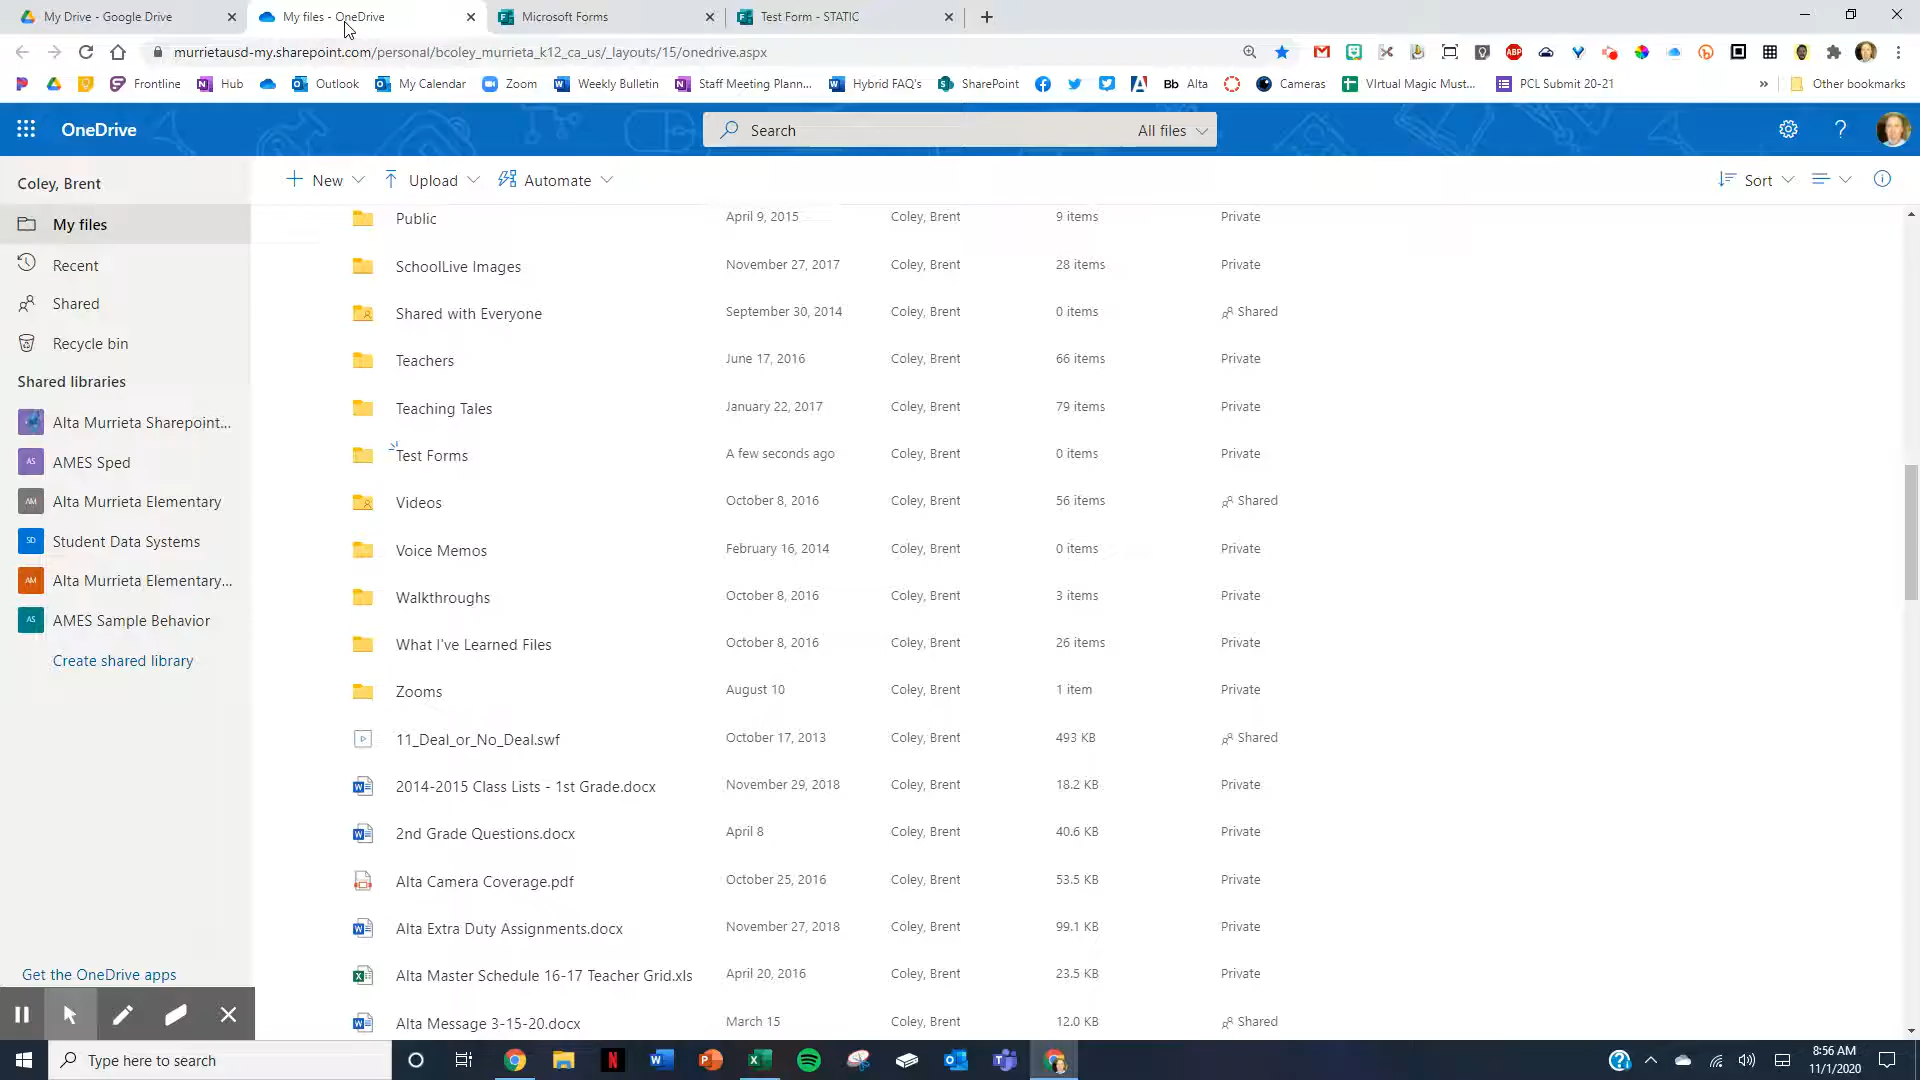 My Drive - Google Drive
My files - OneDrive
Microsoft Forms
Test Form - STATIC
murrietausd-my.sharepoint.com/personal/bcoley_murrieta_k12_ca_us/_layouts/15/onedrive.aspx
Frontline
Hub
Outlook
My Calendar
Zoom
Weekly Bulletin
Staff Meeting Plann...
Hybrid FAQ's
SharePoint
Bb Alta
Cameras
VIrtual Magic Must...
PCL Submit 20-21
» Other bookmarks
OneDrive
Search
All files
Coley, Brent
New
Upload
Automate
Sort
My files
Recent
Shared
Recycle bin
Shared libraries
Alta Murrieta Sharepoint...
AS AMES Sped
AM Alta Murrieta Elementary
SD Student Data Systems
AM Alta Murrieta Elementary...
AS AMES Sample Behavior
Create shared library
Get the OneDrive apps
Public April 9, 2015 Coley, Brent 9 items Private
SchoolLive Images November 27, 2017 Coley, Brent 28 items Private
Shared with Everyone September 30, 2014 Coley, Brent 0 items Shared
Teachers June 17, 2016 Coley, Brent 66 items Private
Teaching Tales January 22, 2017 Coley, Brent 79 items Private
Test Forms A few seconds ago Coley, Brent 0 items Private
Videos October 8, 2016 Coley, Brent 56 items Shared
Voice Memos February 16, 2014 Coley, Brent 0 items Private
Walkthroughs October 8, 2016 Coley, Brent 3 items Private
What I've Learned Files October 8, 2016 Coley, Brent 26 items Private
Zooms August 10 Coley, Brent 1 item Private
11_Deal_or_No_Deal.swf October 17, 2013 Coley, Brent 493 KB Shared
2014-2015 Class Lists - 1st Grade.docx November 29, 2018 Coley, Brent 18.2 KB Private
2nd Grade Questions.docx April 8 Coley, Brent 40.6 KB Private
Alta Camera Coverage.pdf October 25, 2016 Coley, Brent 53.5 KB Private
Alta Extra Duty Assignments.docx November 27, 2018 Coley, Brent 99.1 KB Private
Alta Master Schedule 16-17 Teacher Grid.xls April 20, 2016 Coley, Brent 23.5 KB Private
Alta Message 3-15-20.docx March 15 Coley, Brent 12.0 KB Shared
Type here to search
8:56 AM
11/1/2020